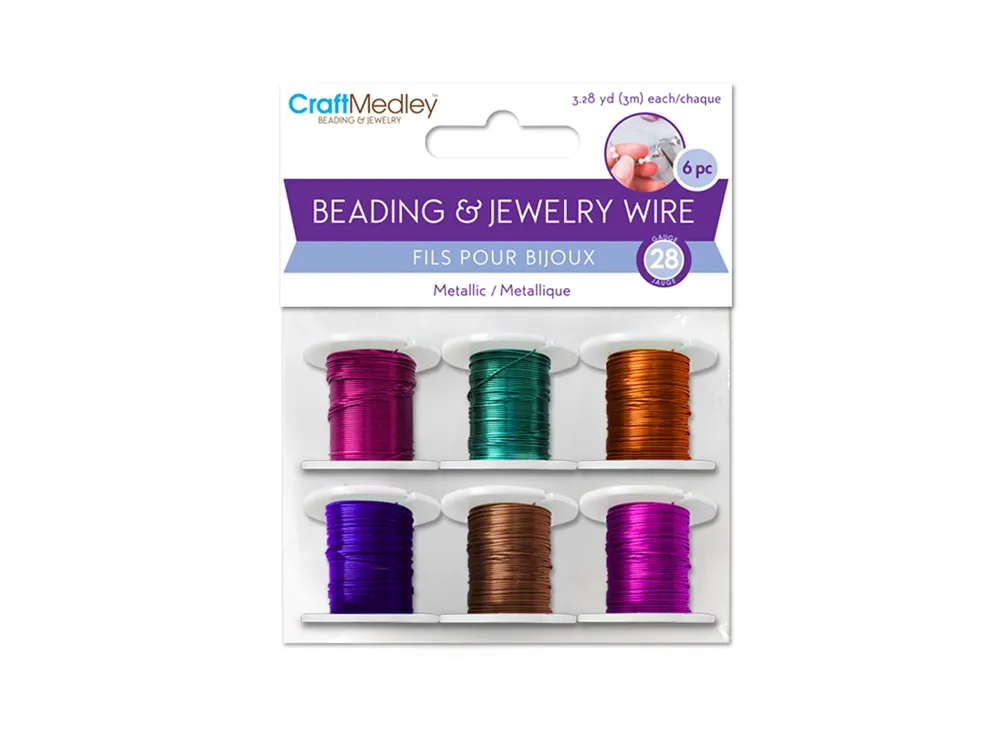 CraftMedley™
BEADING & JEWELRY
3.28 yd (3m) each/chaque
6 pc
BEADING & JEWELRY WIRE
FILS POUR BIJOUX
GAUGE
28
JAUGE
Metallic / Metallique